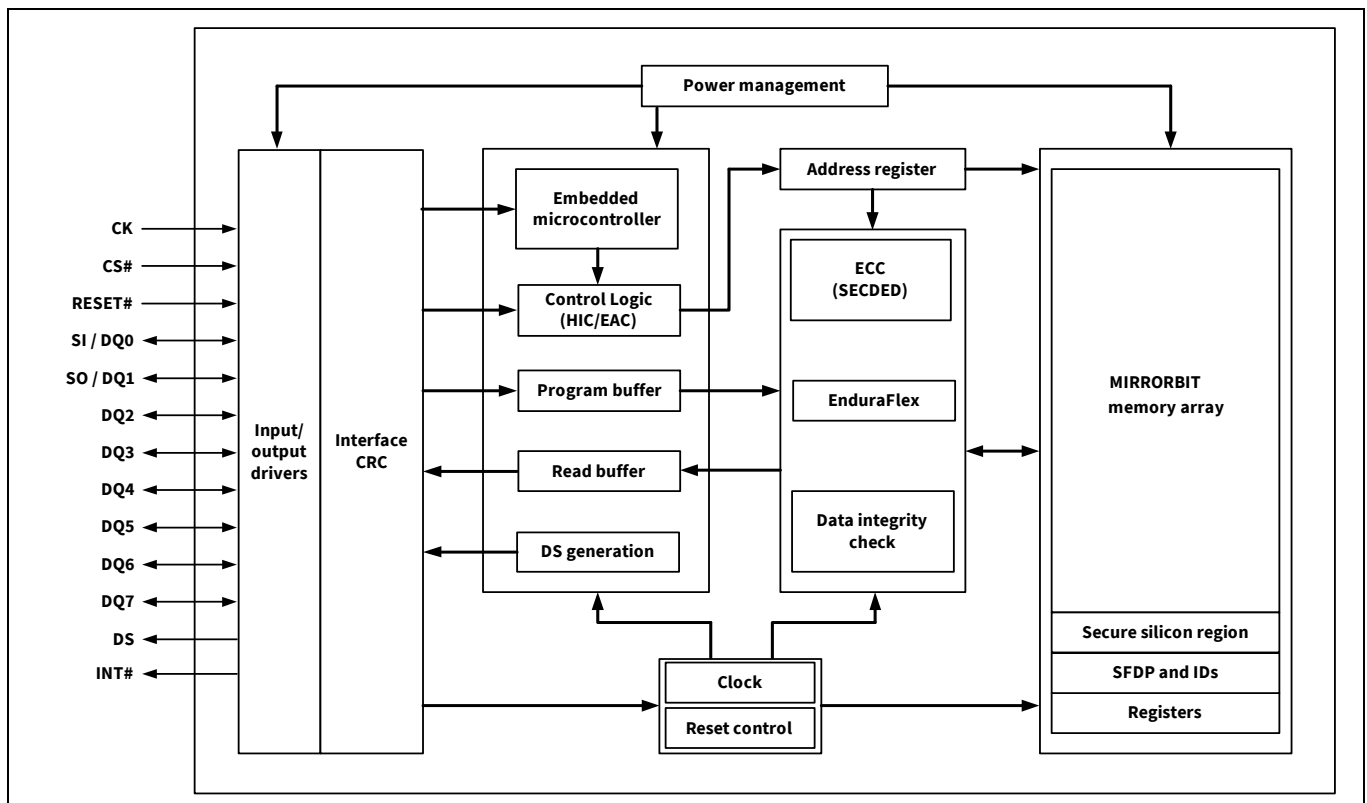 Power management
Embedded
microcontroller
Control Logic
(HIC/EAC)
Program buffer
Read buffer
DS generation
Address register
ECC
(SECDED)
EnduraFlex
Data integrity
check
MIRRORBIT
memory array
Secure silicon region
SFDP and IDs
Registers
CK
CS#
RESET#
SI / DQ0
SO / DQ1
DQ2
DQ3
DQ4
DQ5
DQ6
DQ7
DS
INT#
Input/
output
drivers
Interface
CRC
Clock
Reset control